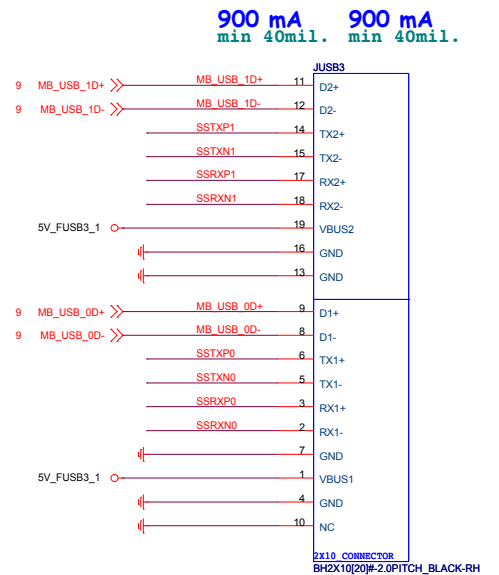 900 mA 900 mA
min 40mil. min 40mil.
JUSB3
9 MB_USB_1D+ MB_USB_1D+ 11 D2+
9 MB_USB_1D- MB_USB_1D- 12 D2-
SSTXP1 14 TX2+
SSTXN1 15 TX2-
SSRXP1 17 RX2+
SSRXN1 18 RX2-
5V_FUSB3_1 19 VBUS2
16 GND
13 GND
9 MB_USB_0D+ MB_USB_0D+ 9 D1+
9 MB_USB_0D- MB_USB_0D- 8 D1-
SSTXP0 6 TX1+
SSTXN0 5 TX1-
SSRXP0 3 RX1+
SSRXN0 2 RX1-
7 GND
5V_FUSB3_1 1 VBUS1
4 GND
10 NC
2X10 CONNECTOR
BH2X10[20]#-2.0PITCH_BLACK-RH